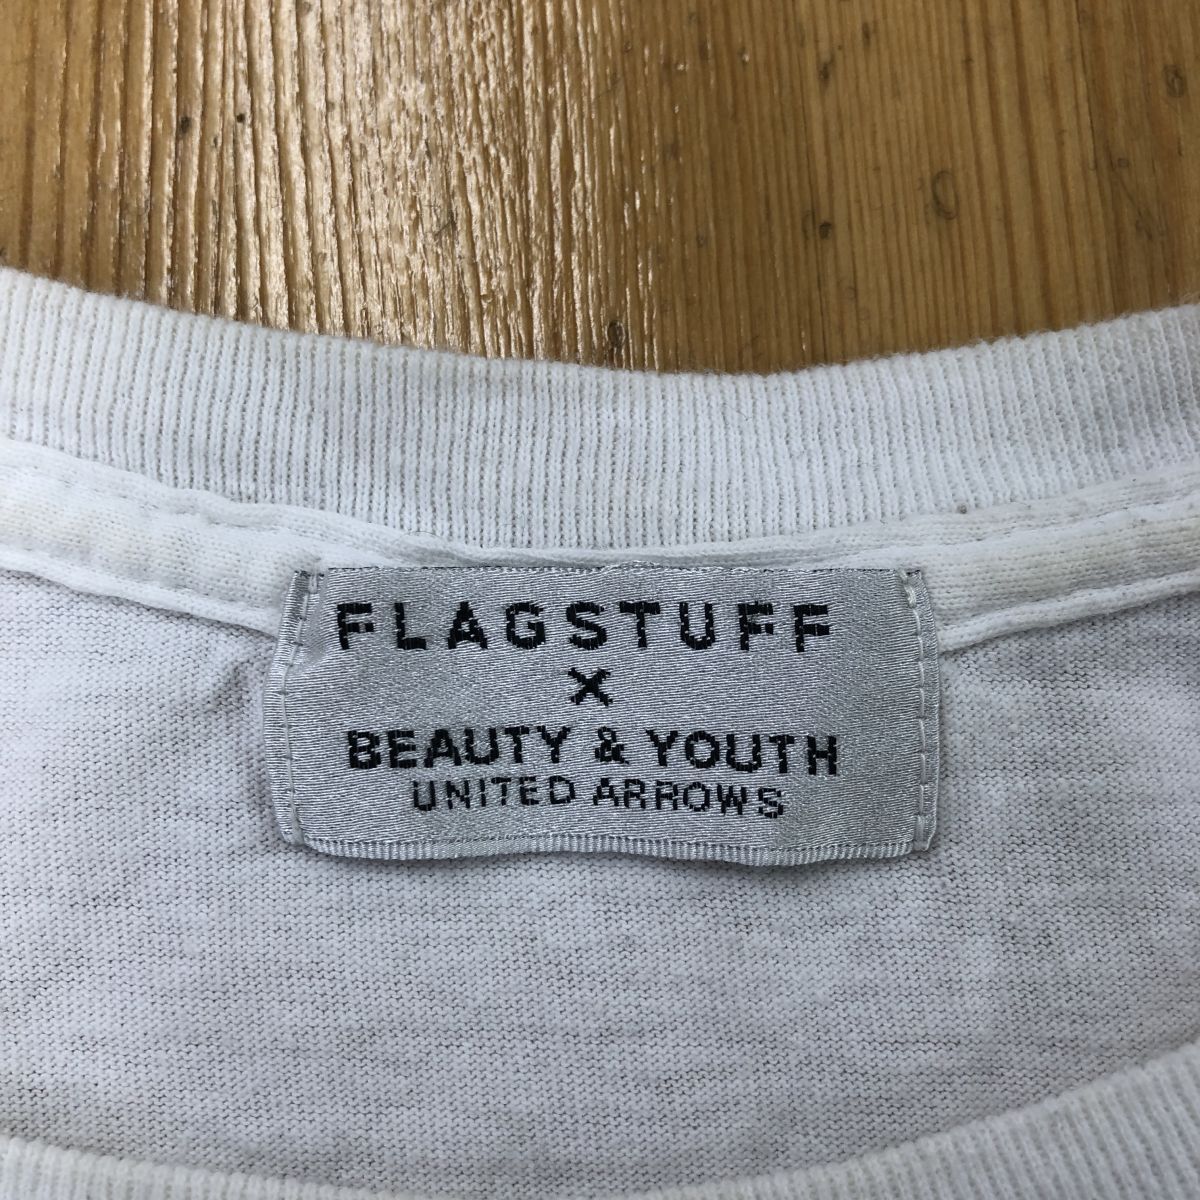 FLAGSTUFF
X
BEAUTY & YOUTH
UNITED ARROWS